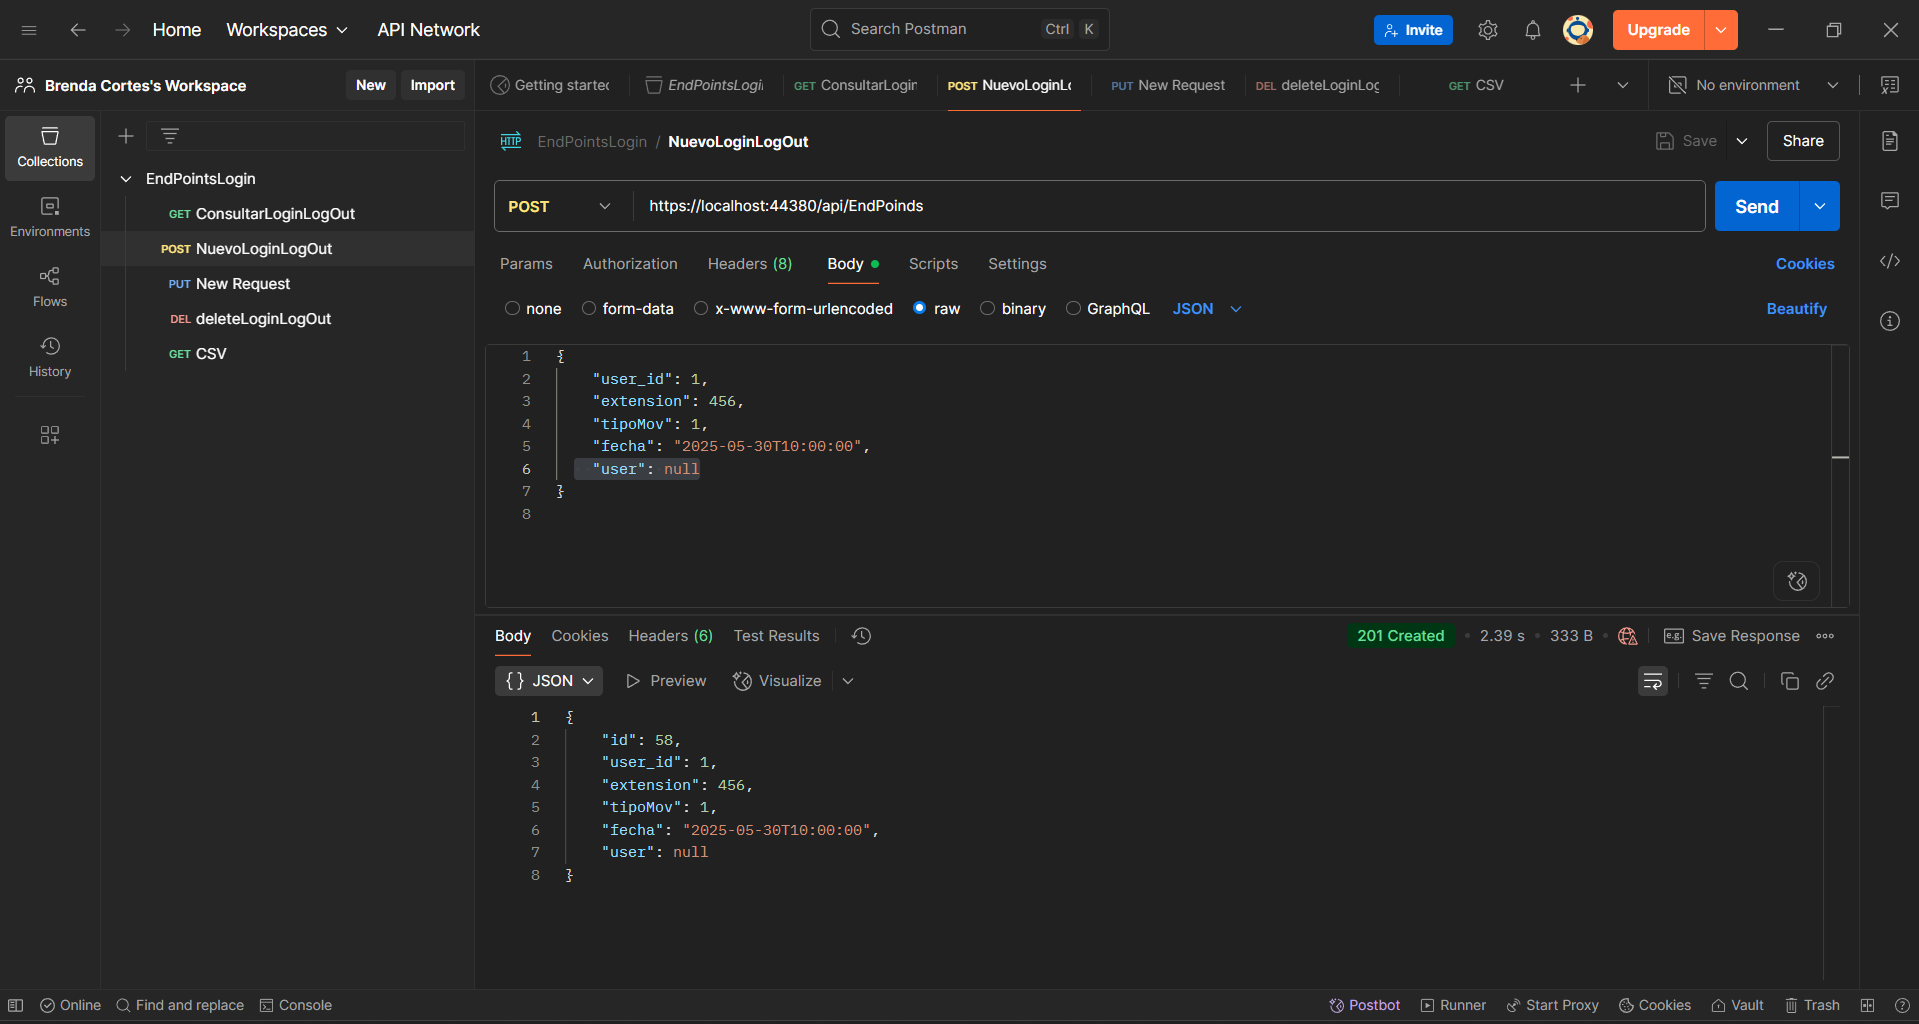 Home Workspaces API Network Search Postman Ctrl K Invite Upgrade
Brenda Cortes's Workspace New Import Getting started EndPointsLogi GET ConsultarLogin POST NuevoLoginLo PUT New Request DEL deleteLoginLog GET CSV No environment
Collections
Environments
Flows
History
EndPointsLogin
GET ConsultarLoginLogOut
POST NuevoLoginLogOut
PUT New Request
DEL deleteLoginLogOut
GET CSV
HTTP EndPointsLogin / NuevoLoginLogOut Save Share
POST https://localhost:44380/api/EndPoinds Send
Params Authorization Headers (8) Body Scripts Settings Cookies
none form-data x-www-form-urlencoded raw binary GraphQL JSON Beautify
1 {
2 "user_id": 1,
3 "extension": 456,
4 "tipoMov": 1,
5 "fecha": "2025-05-30T10:00:00",
6 "user": null
7 }
8
Body Cookies Headers (6) Test Results 201 Created 2.39 s 333 B e.g. Save Response
{} JSON Preview Visualize
1 {
2 "id": 58,
3 "user_id": 1,
4 "extension": 456,
5 "tipoMov": 1,
6 "fecha": "2025-05-30T10:00:00",
7 "user": null
8 }
Online Find and replace Console Postbot Runner Start Proxy Cookies Vault Trash